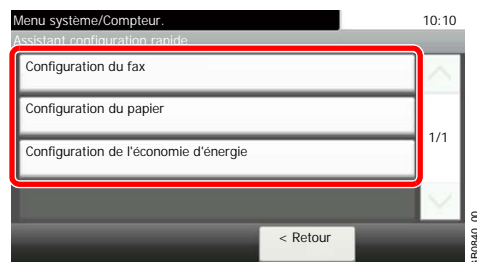 Menu système/Compteur.
10:10
Assistant configuration rapide
Configuration du fax
Configuration du papier
Configuration de l'économie d'énergie
1/1
< Retour